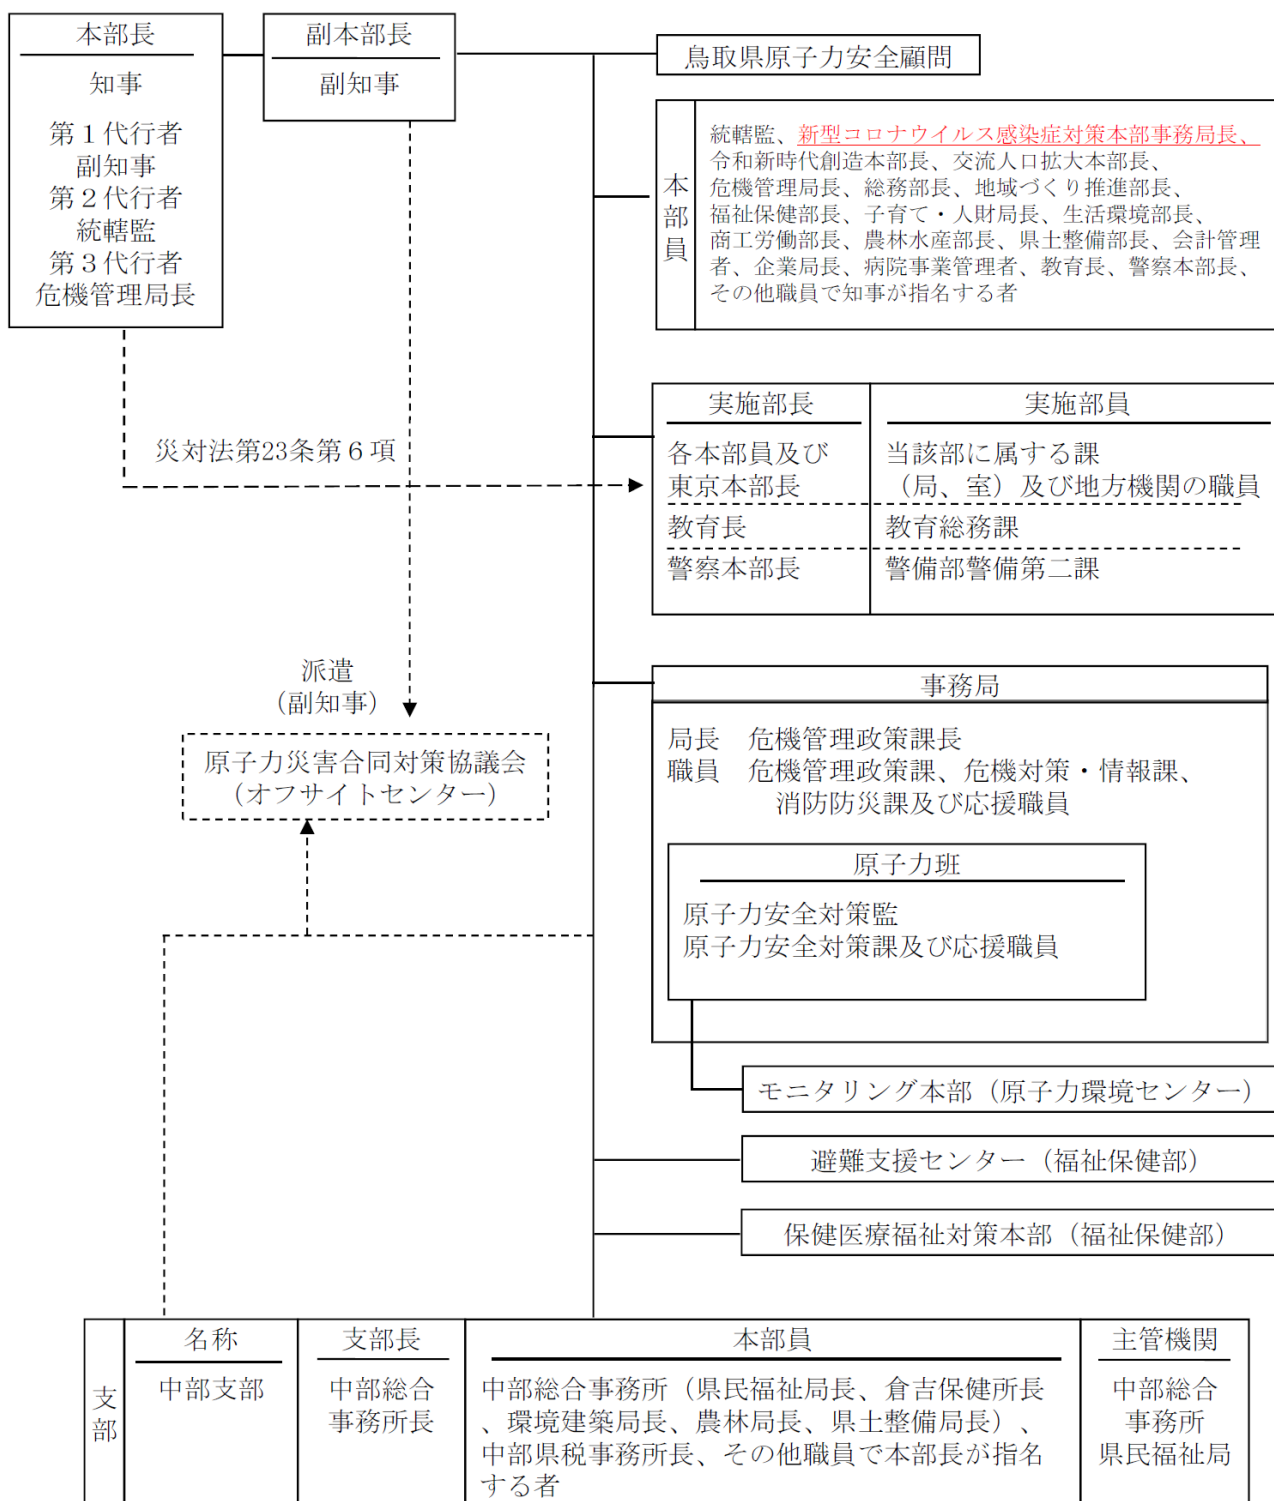 本部長
知事
第１代行者
副知事
第２代行者
統轄監
第３代行者
危機管理局長
副本部長
副知事
鳥取県原子力安全顧問
本部員
統轄監、新型コロナウイルス感染症対策本部事務局長、
令和新時代創造本部長、交流人口拡大本部長、
危機管理局長、総務部長、地域づくり推進部長、
福祉保健部長、子育て・人財局長、生活環境部長、
商工労働部長、農林水産部長、県土整備部長、会計管理
者、企業局長、病院事業管理者、教育長、警察本部長、
その他職員で知事が指名する者
災対法第23条第６項
実施部長
実施部員
各本部員及び
東京本部長
当該部に属する課
（局、室）及び地方機関の職員
教育長
教育総務課
警察本部長
警備部警備第二課
派遣
（副知事）
原子力災害合同対策協議会
（オフサイトセンター）
事務局
局長　危機管理政策課長
職員　危機管理政策課、危機対策・情報課、
消防防災課及び応援職員
原子力班
原子力安全対策監
原子力安全対策課及び応援職員
モニタリング本部（原子力環境センター）
避難支援センター（福祉保健部）
保健医療福祉対策本部（福祉保健部）
支部
名称
中部支部
支部長
中部総合
事務所長
本部員
中部総合事務所（県民福祉局長、倉吉保健所長
、環境建築局長、農林局長、県土整備局長）、
中部県税事務所長、その他職員で本部長が指名
する者
主管機関
中部総合
事務所
県民福祉局